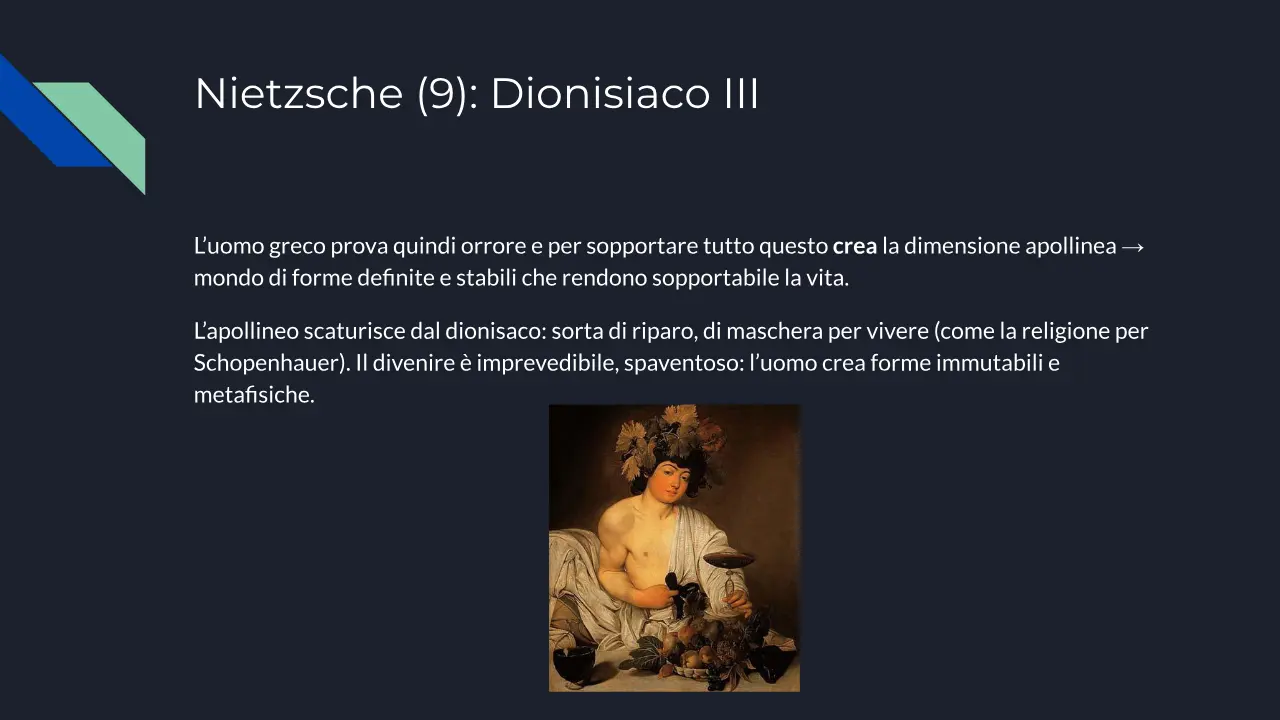 Nietzsche (9): Dionisiaco III
L’uomo greco prova quindi orrore e per sopportare tutto questo crea la dimensione apollinea →
mondo di forme definite e stabili che rendono sopportabile la vita.
L’apollineo scaturisce dal dionisaco: sorta di riparo, di maschera per vivere (come la religione per
Schopenhauer). Il divenire è imprevedibile, spaventoso: l’uomo crea forme immutabili e
metafisiche.